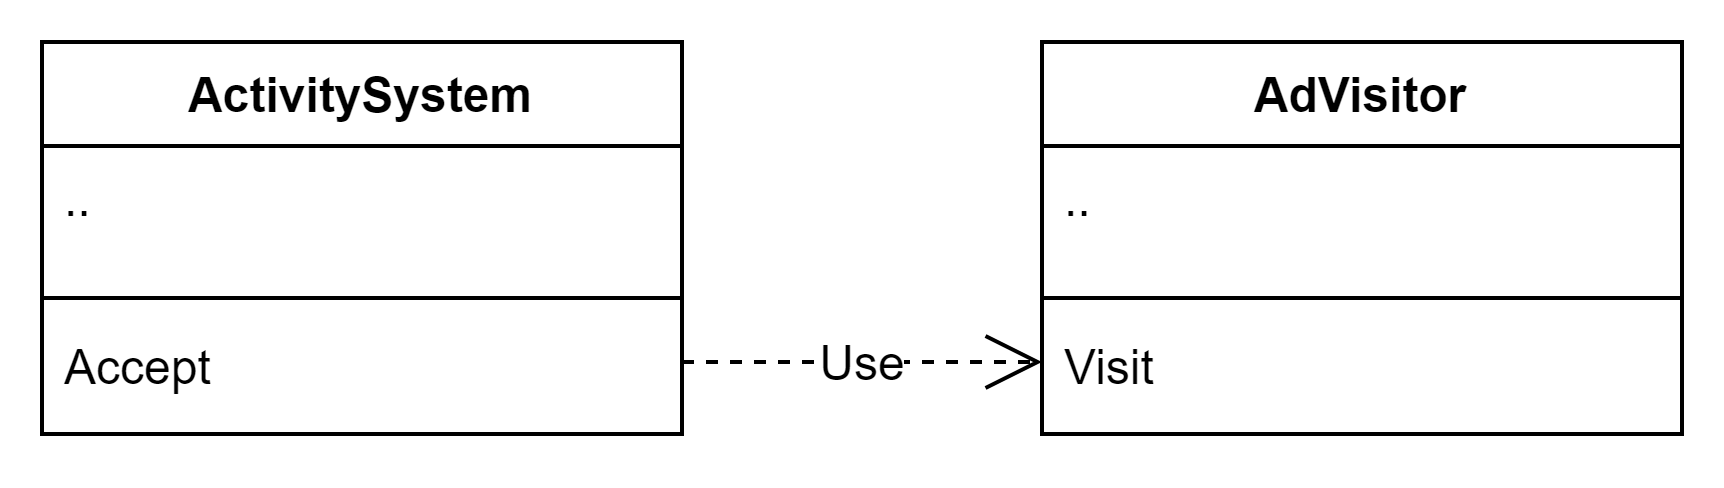 ActivitySystem
..
Accept
Use
AdVisitor
..
Visit